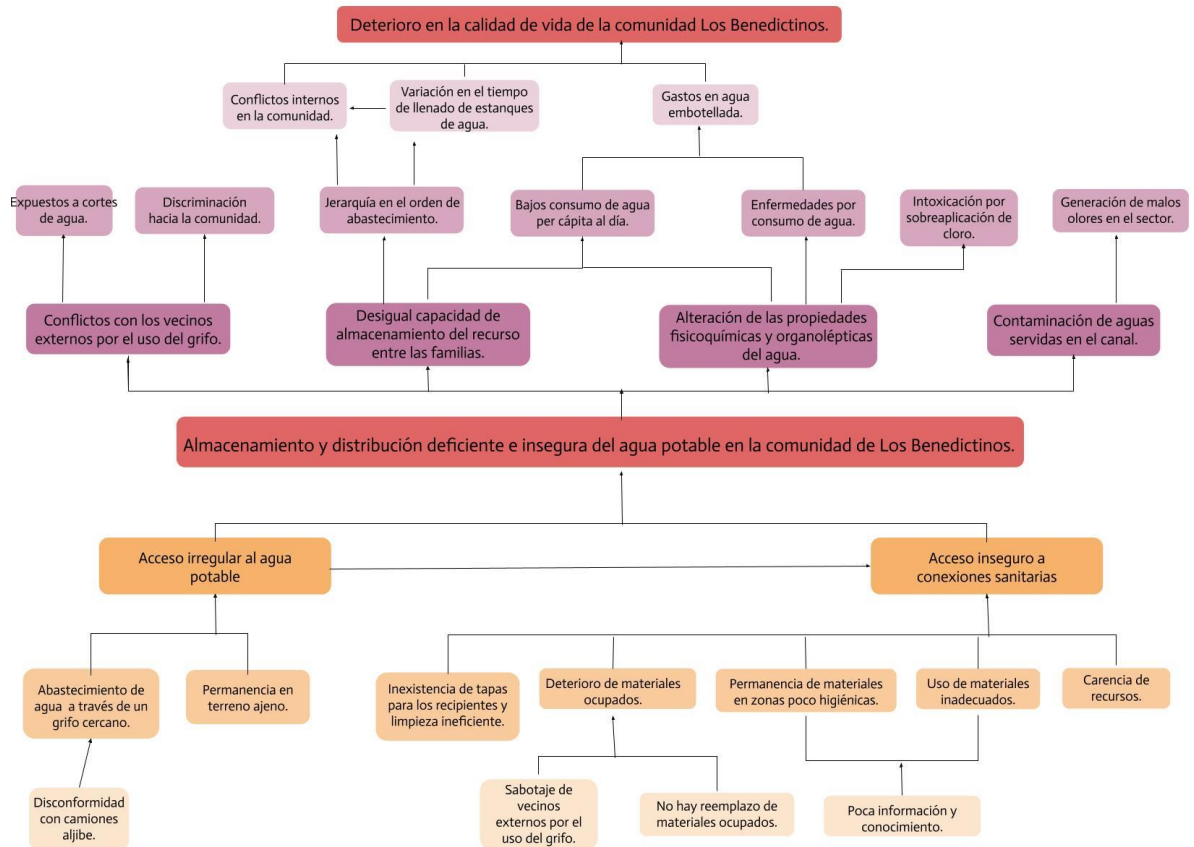 Deterioro en la calidad de vida de la comunidad Los Benedictinos.
Conflictos internos
en la comunidad.
Variación en el tiempo
de llenado de estanques
de agua.
Gastos en agua
embotellada.
Expuestos a cortes
de agua.
Discriminación
hacia la comunidad.
Jerarquía en el orden de
abastecimiento.
Bajos consumo de agua
per cápita al día.
Enfermedades por
consumo de agua.
Intoxicación por
sobreaplicación de
cloro.
Generación de malos
olores en el sector.
Conflictos con los vecinos
externos por el uso del grifo.
Desigual capacidad de
almacenamiento del recurso
entre las familias.
Alteración de las propiedades
fisicoquímicas y organolépticas
del agua.
Contaminación de aguas
servidas en el canal.
Almacenamiento y distribución deficiente e insegura del agua potable en la comunidad de Los Benedictinos.
Acceso irregular al agua
potable
Acceso inseguro a
conexiones sanitarias
Abastecimiento de
agua a través de un
grifo cercano.
Permanencia en
terreno ajeno.
Inexistencia de tapas
para los recipientes y
limpieza ineficiente.
Deterioro de materiales
ocupados.
Permanencia de materiales
en zonas poco higiénicas.
Uso de materiales
inadecuados.
Carencia de
recursos.
Disconformidad
con camiones
aljibe.
Sabotaje de
vecinos
externos por el
uso del grifo.
No hay reemplazo de
materiales ocupados.
Poca información y
conocimiento.